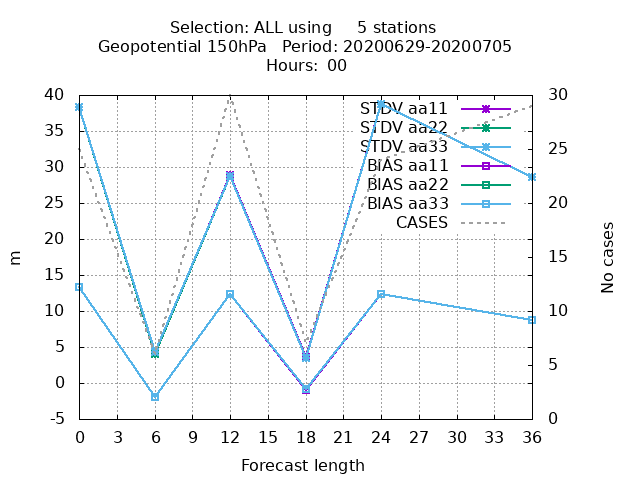 Selection: ALL using     5 stations
Geopotential 150hPa   Period: 20200629-20200705
Hours: 00
40
35
30
25
20
15
10
5
0
-5
m
30
25
20
15
10
5
0
No cases
STDV aa11
STDV aa22
STDV aa33
BIAS aa11
BIAS aa22
BIAS aa33
CASES
0 3 6 9 12 15 18 21 24 27 30 33 36
Forecast length